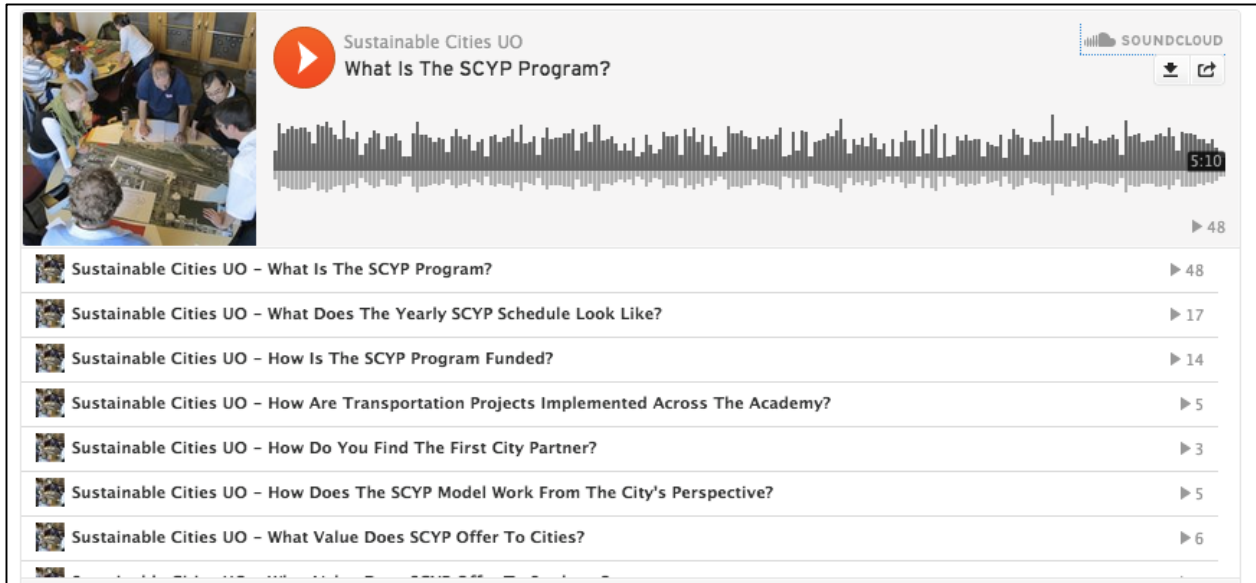 Sustainable Cities UO
SOUNDCLOUD
What Is The SCYP Program?
5:10
48
Sustainable Cities UO – What Is The SCYP Program? 48
Sustainable Cities UO – What Does The Yearly SCYP Schedule Look Like? 17
Sustainable Cities UO – How Is The SCYP Program Funded? 14
Sustainable Cities UO – How Are Transportation Projects Implemented Across The Academy? 5
Sustainable Cities UO – How Do You Find The First City Partner? 3
Sustainable Cities UO – How Does The SCYP Model Work From The City's Perspective? 5
Sustainable Cities UO – What Value Does SCYP Offer To Cities? 6